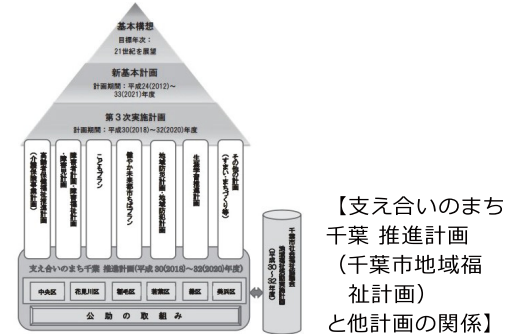 基本構想
目標年次：
21世紀を展望
新基本計画
計画期間：平成24(2012)～
33(2021)年度
第3次実施計画
計画期間：平成30(2018)～32(2020)年度
高齢者保健福祉推進計画
(介護保険事業計画)
障害者計画・障害福祉計画
・障害児計画
こどもプラン
健やか未来都市ちばプラン
地域防災計画・地域防犯計画
生涯学習推進計画
その他の計画
(すまい・まちづくり等)
支え合いのまち千葉 推進計画(平成30(2018)～32(2020)年度)
中央区
花見川区
稲毛区
若葉区
緑区
美浜区
公助の取組み
千葉市社会福祉協議会
地域福祉活動実施計画
(平成30～32年度)
【支え合いのまち
千葉 推進計画
（千葉市地域福
祉計画）
と他計画の関係】